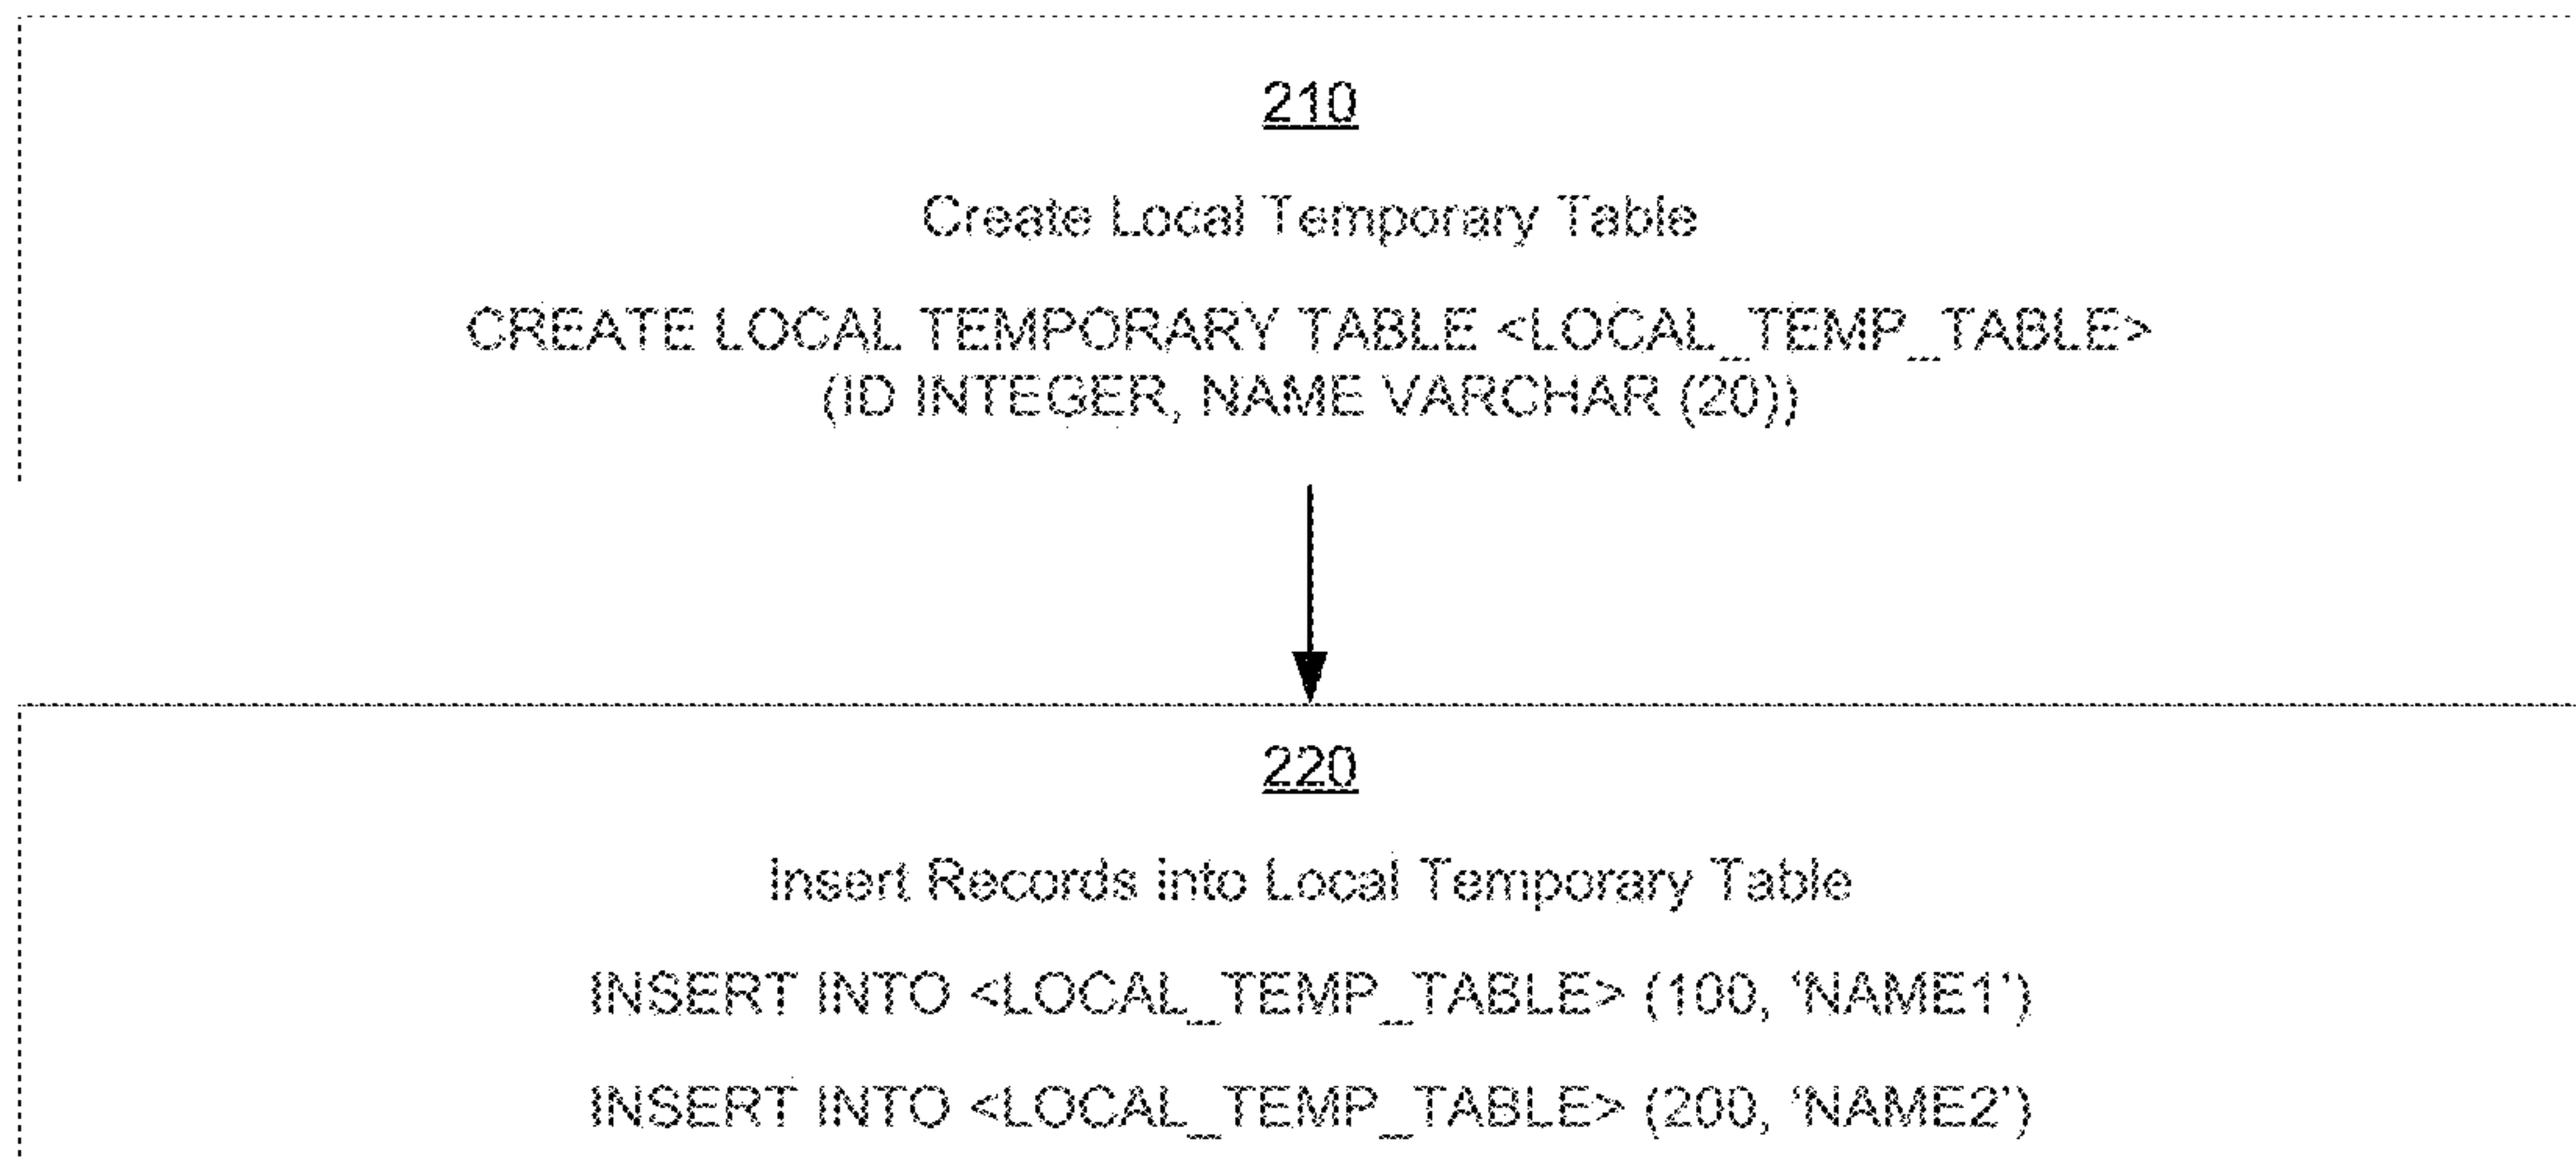 210
Create Local Temporary Table
CREATE LOCAL TEMPORARY TABLE <LOCAL_TEMP_TABLE>
(ID INTEGER, NAME VARCHAR (20))
220
Insert Records into Local Temporary Table
INSERT INTO <LOCAL_TEMP_TABLE> (100, ‘NAME1’)
INSERT INTO <LOCAL_TEMP_TABLE> (200, ‘NAME2’)